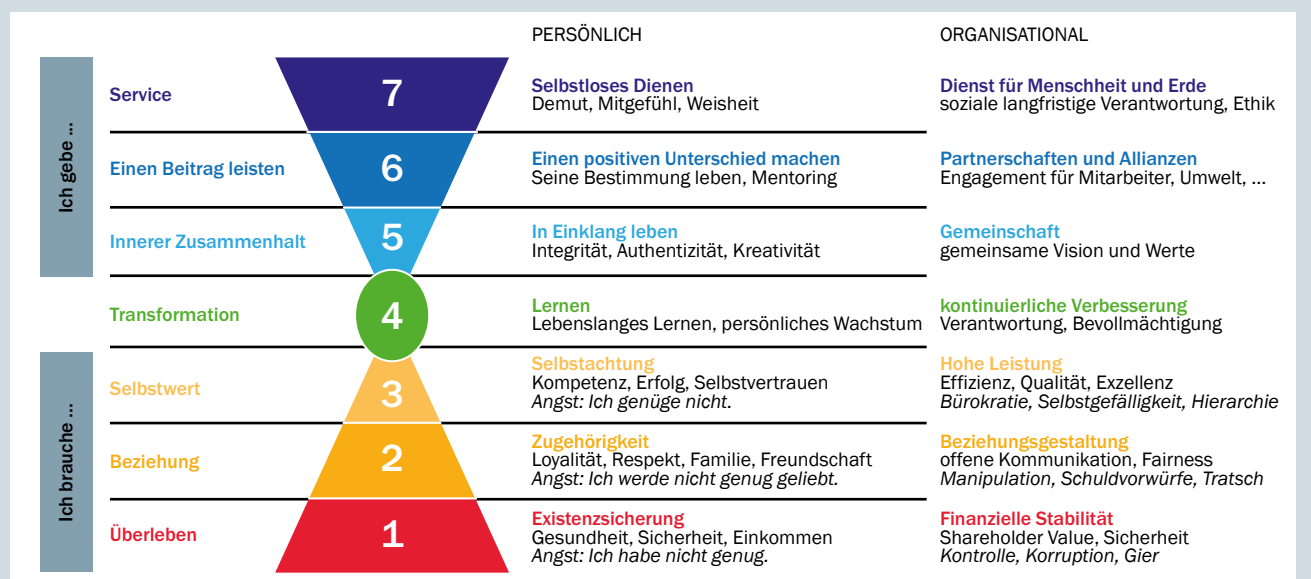 PERSÖNLICH
ORGANISATIONAL
Ich gebe ...
Service
7
Selbstloses Dienen
Demut, Mitgefühl, Weisheit
Dienst für Menschheit und Erde
soziale langfristige Verantwortung, Ethik
Einen Beitrag leisten
6
Einen positiven Unterschied machen
Seine Bestimmung leben, Mentoring
Partnerschaften und Allianzen
Engagement für Mitarbeiter, Umwelt, ...
Innerer Zusammenhalt
5
In Einklang leben
Integrität, Authentizität, Kreativität
Gemeinschaft
gemeinsame Vision und Werte
Transformation
4
Lernen
Lebenslanges Lernen, persönliches Wachstum
kontinuierliche Verbesserung
Verantwortung, Bevollmächtigung
Ich brauche ...
Selbstwert
3
Selbstachtung
Kompetenz, Erfolg, Selbstvertrauen
Angst: Ich genüge nicht.
Hohe Leistung
Effizienz, Qualität, Exzellenz
Bürokratie, Selbstgefälligkeit, Hierarchie
Beziehung
2
Zugehörigkeit
Loyalität, Respekt, Familie, Freundschaft
Angst: Ich werde nicht genug geliebt.
Beziehungsgestaltung
offene Kommunikation, Fairness
Manipulation, Schuldvorwürfe, Tratsch
Überleben
1
Existenzsicherung
Gesundheit, Sicherheit, Einkommen
Angst: Ich habe nicht genug.
Finanzielle Stabilität
Shareholder Value, Sicherheit
Kontrolle, Korruption, Gier